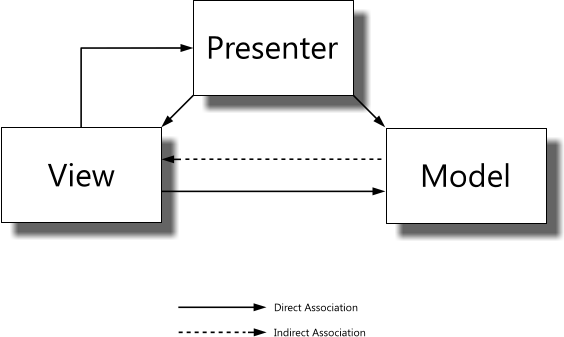 Presenter
View
Model
Direct Association
Indirect Association